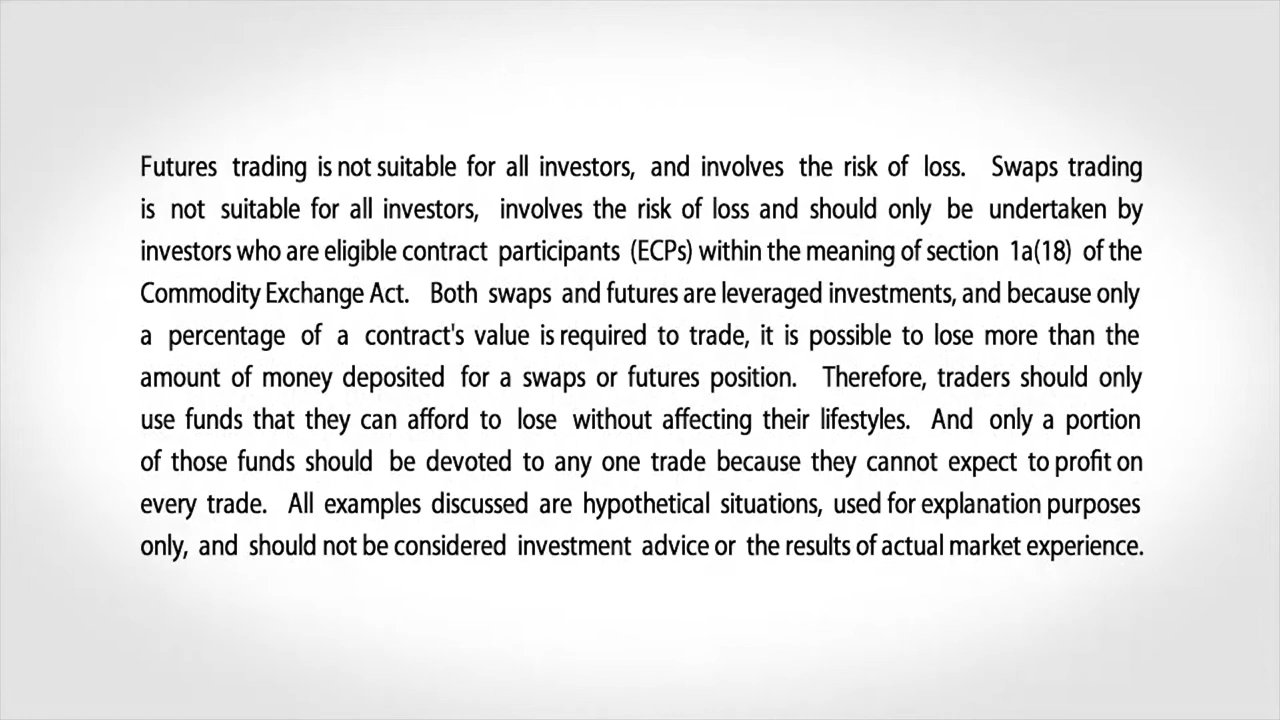 Futures trading is not suitable for all investors, and involves the risk of loss. Swaps trading
is not suitable for all investors, involves the risk of loss and should only be undertaken by
investors who are eligible contract participants (ECPs) within the meaning of section 1a(18) of the
Commodity Exchange Act. Both swaps and futures are leveraged investments, and because only
a percentage of a contract's value is required to trade, it is possible to lose more than the
amount of money deposited for a swaps or futures position. Therefore, traders should only
use funds that they can afford to lose without affecting their lifestyles. And only a portion
of those funds should be devoted to any one trade because they cannot expect to profit on
every trade. All examples discussed are hypothetical situations, used for explanation purposes
only, and should not be considered investment advice or the results of actual market experience.